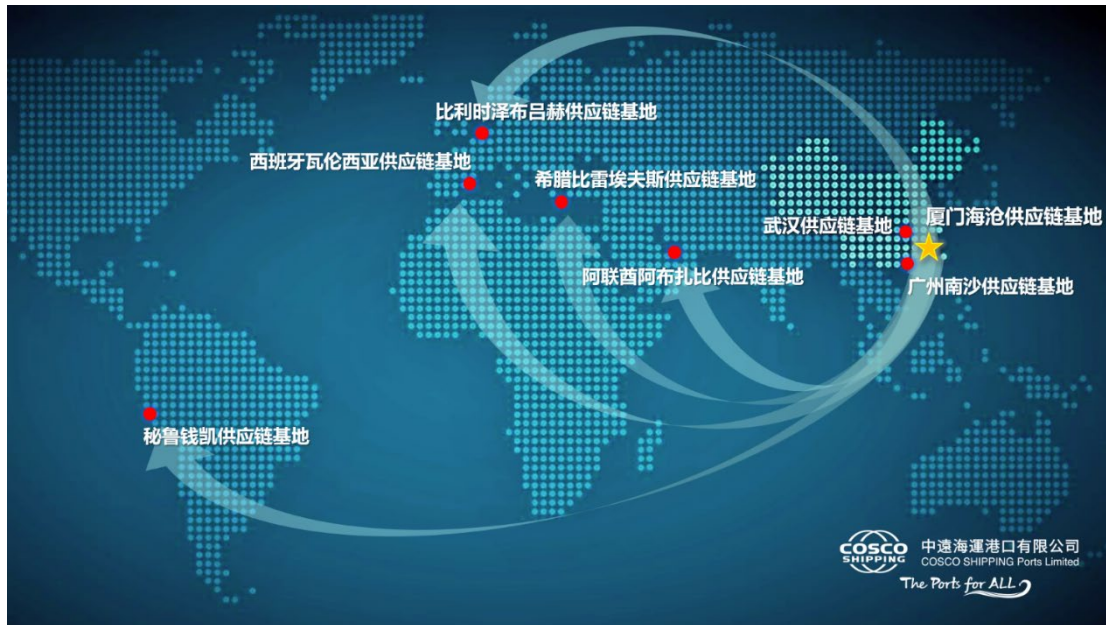 比利时泽布吕赫供应链基地
西班牙瓦伦西亚供应链基地
希腊比雷埃夫斯供应链基地
武汉供应链基地
厦门海沧供应链基地
阿联酋阿布扎比供应链基地
广州南沙供应链基地
秘鲁钱凯供应链基地
COSCO
SHIPPING
中遠海運港口有限公司
COSCO SHIPPING Ports Limited
The Ports for ALL